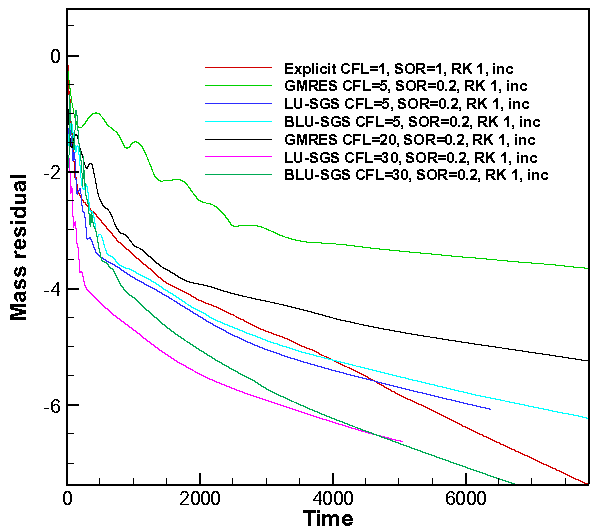 0
Explicit CFL=1, SOR=1, RK 1, inc
GMRES CFL=5, SOR=0.2, RK 1, inc
LU-SGS CFL=5, SOR=0.2, RK 1, inc
BLU-SGS CFL=5, SOR=0.2, RK 1, inc
GMRES CFL=20, SOR=0.2, RK 1, inc
LU-SGS CFL=30, SOR=0.2, RK 1, inc
BLU-SGS CFL=30, SOR=0.2, RK 1, inc
-2
Mass residual
-4
-6
0 2000 4000 6000
Time